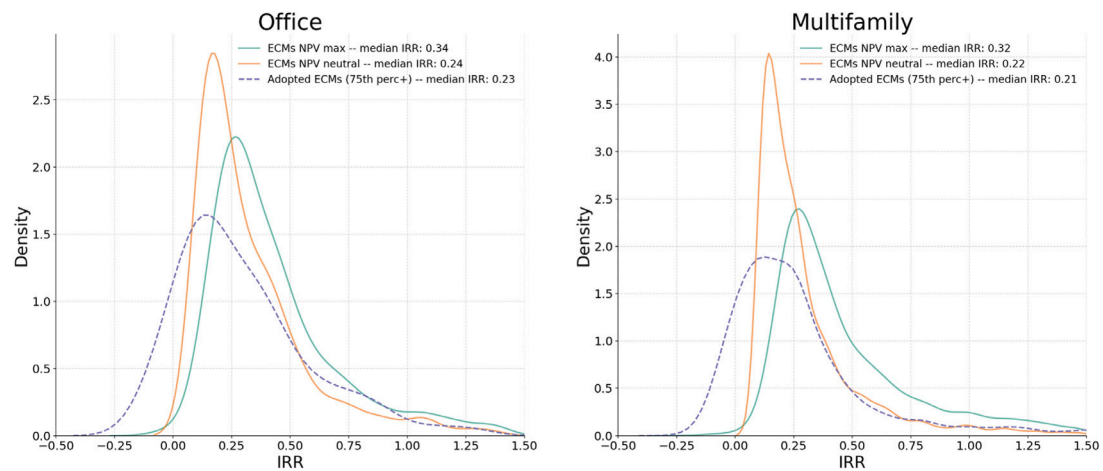 Office
ECMs NPV max -- median IRR: 0.34
ECMs NPV neutral -- median IRR: 0.24
Adopted ECMs (75th perc+) -- median IRR: 0.23
Density
2.5
2.0
1.5
1.0
0.5
0.0
−0.50 −0.25 0.00 0.25 0.50 0.75 1.00 1.25 1.50
IRR
Multifamily
ECMs NPV max -- median IRR: 0.32
ECMs NPV neutral -- median IRR: 0.22
Adopted ECMs (75th perc+) -- median IRR: 0.21
Density
4.0
3.5
3.0
2.5
2.0
1.5
1.0
0.5
0.0
−0.50 −0.25 0.00 0.25 0.50 0.75 1.00 1.25 1.50
IRR